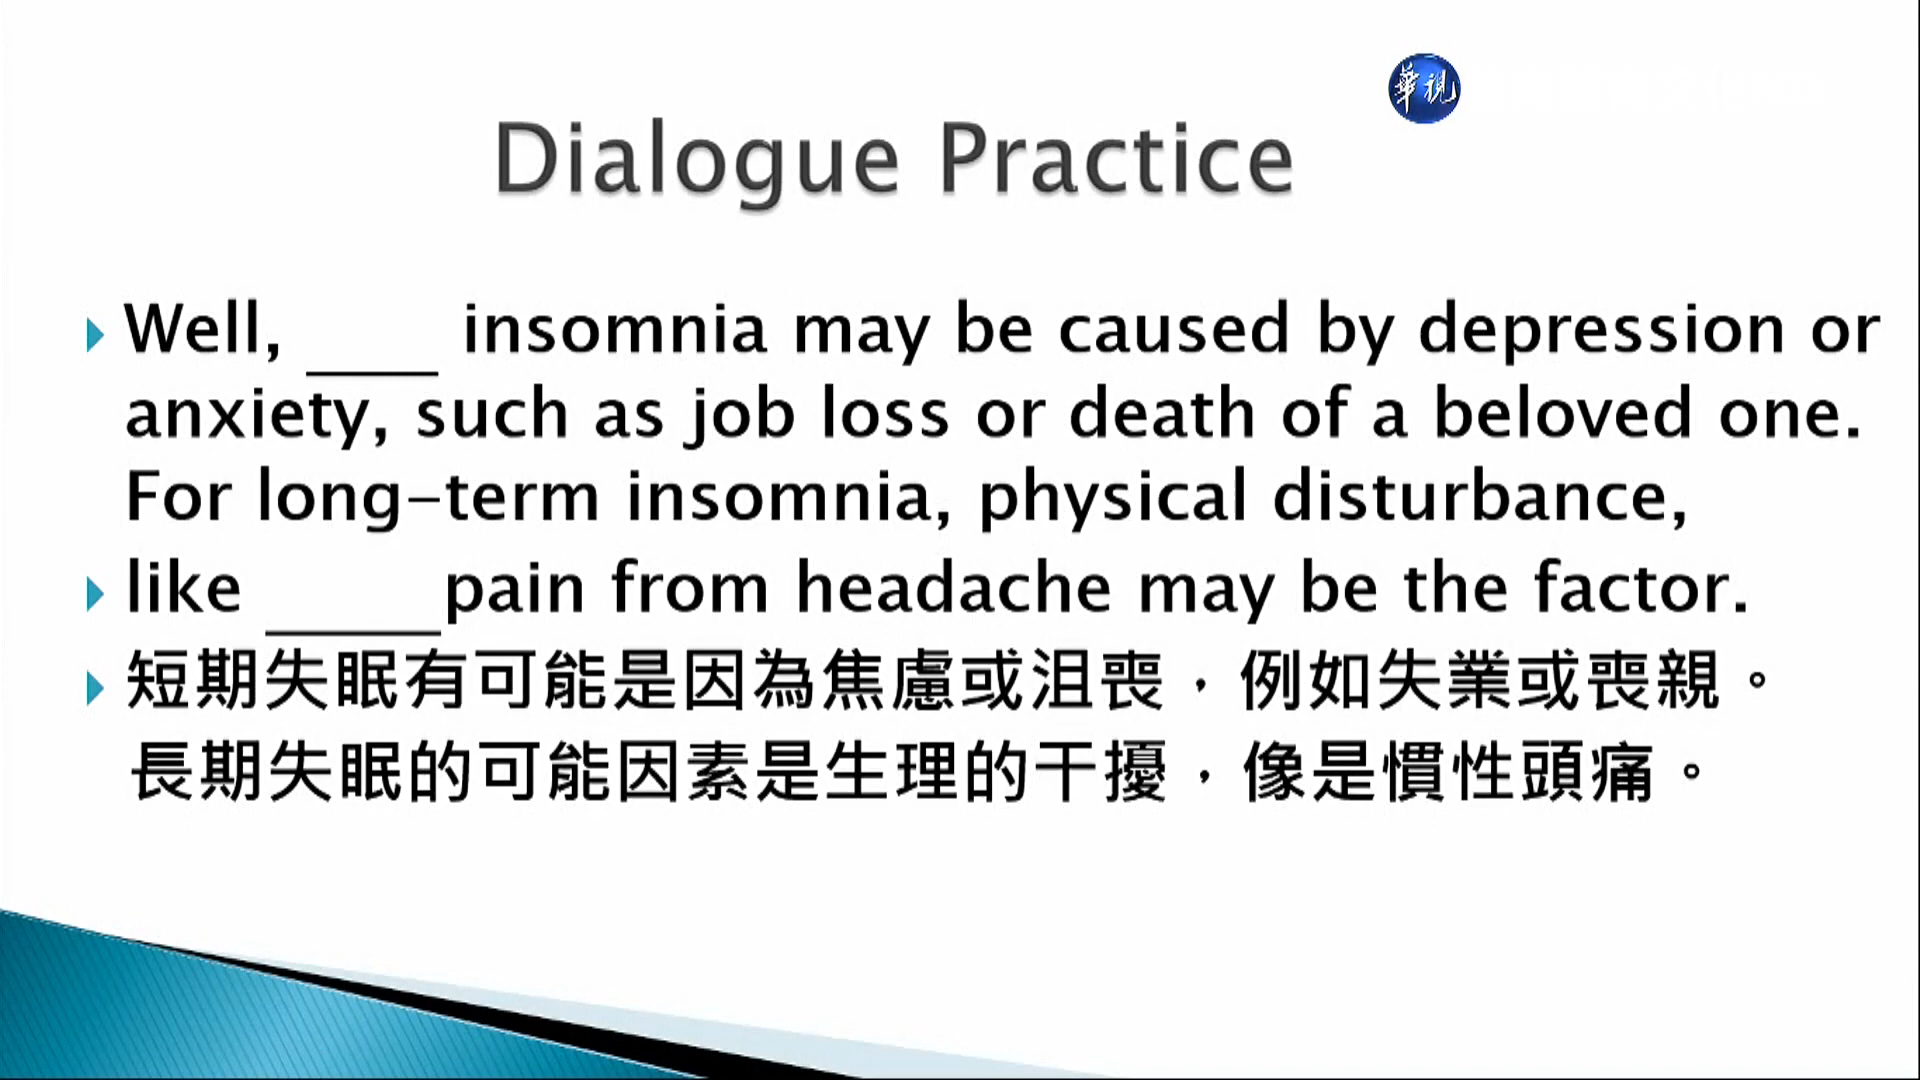 華視
Dialogue Practice
Well, ____ insomnia may be caused by depression or
anxiety, such as job loss or death of a beloved one.
For long-term insomnia, physical disturbance,
like _____pain from headache may be the factor.
短期失眠有可能是因為焦慮或沮喪，例如失業或喪親。
長期失眠的可能因素是生理的干擾，像是慣性頭痛。